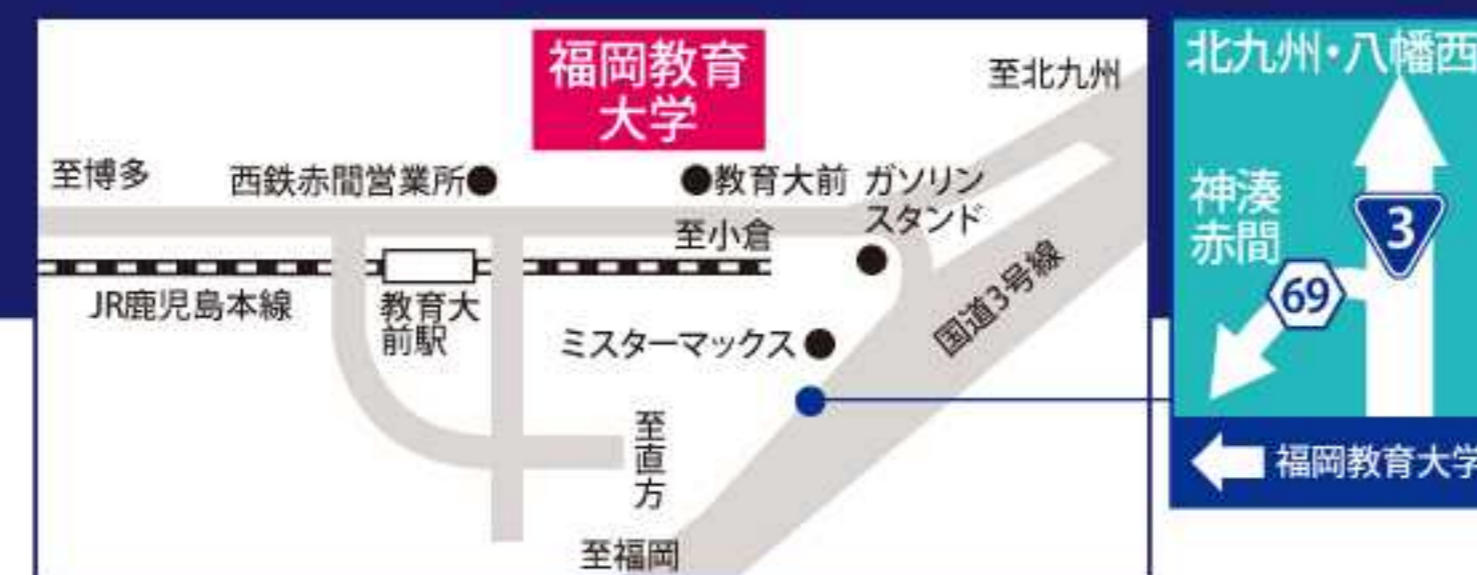 福岡教育
大学
至北九州
至博多
西鉄赤間営業所
教育大前
ガソリン
スタンド
至小倉
JR鹿児島本線
教育大
前駅
ミスターマックス
国道3号線
至直方
至福岡
北九州・八幡西
神湊
赤間
3
69
福岡教育大学